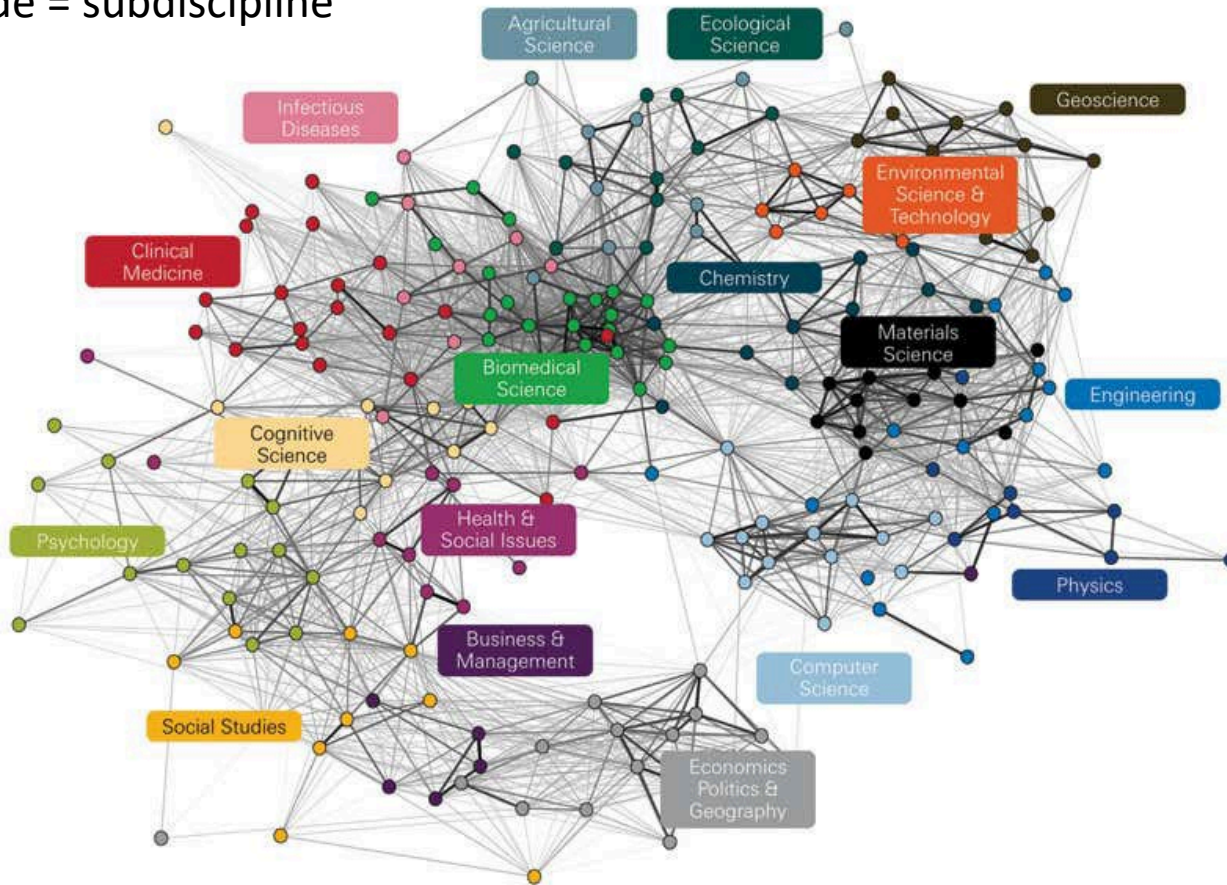 de = subdiscipline
Agricultural
Science
Ecological
Science
Geoscience
Infectious
Diseases
Environmental
Science &
Technology
Clinical
Medicine
Chemistry
Materials
Science
Biomedical
Science
Engineering
Cognitive
Science
Health &
Social Issues
Psychology
Physics
Business &
Management
Computer
Science
Social Studies
Economics
Politics &
Geography